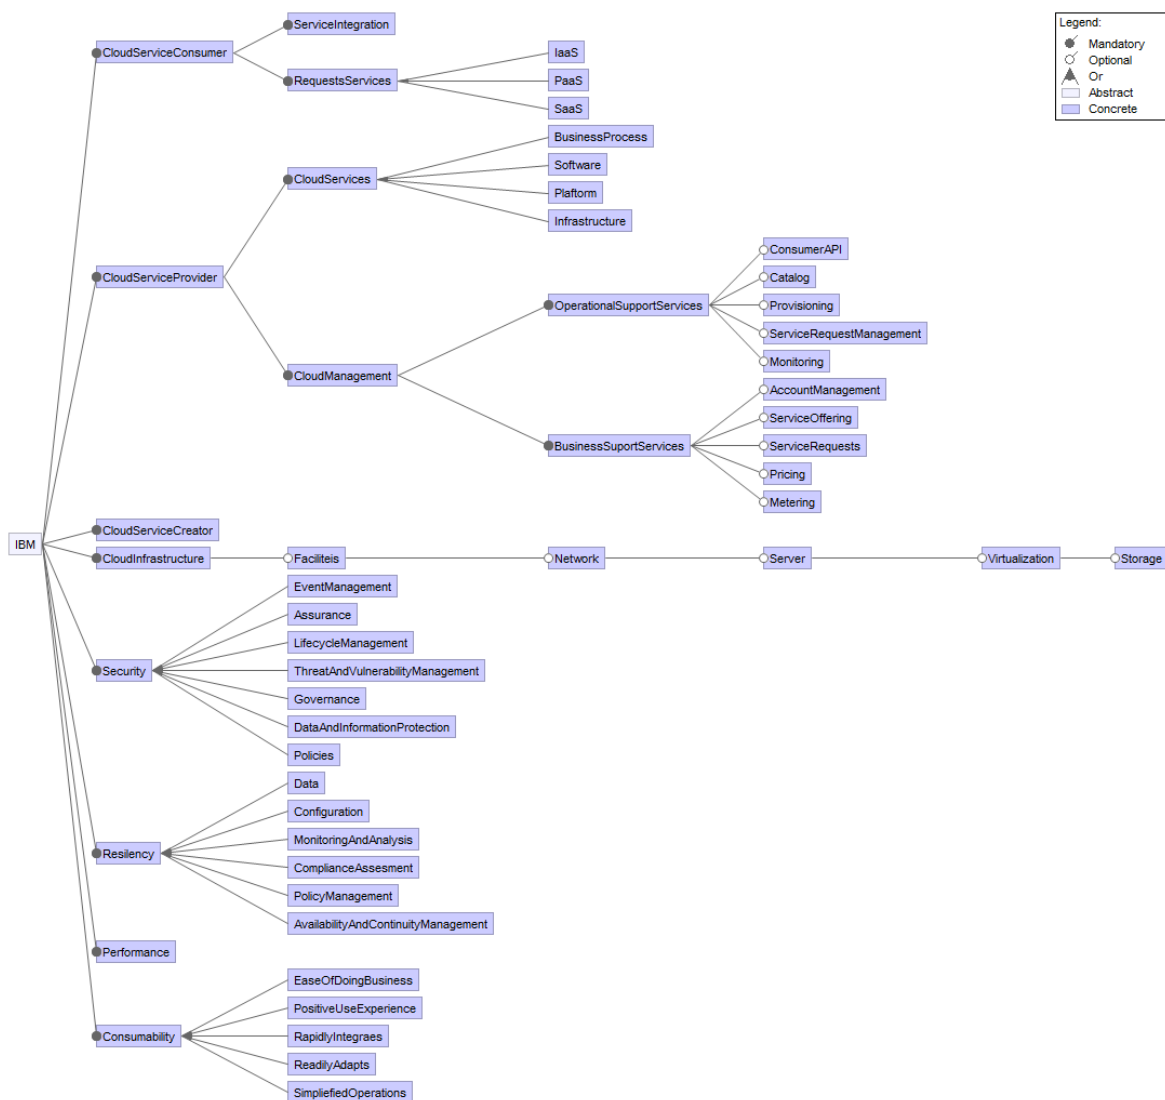 ServiceIntegration
CloudServiceConsumer
RequestsServices
IaaS
PaaS
SaaS
BusinessProcess
CloudServices
Software
Plaftorm
Infrastructure
ConsumerAPI
CloudServiceProvider
Catalog
OperationalSupportServices
Provisioning
ServiceRequestManagement
Monitoring
CloudManagement
AccountManagement
ServiceOffering
BusinessSuportServices
ServiceRequests
Pricing
Metering
CloudServiceCreator
IBM
CloudInfrastructure
Faciliteis
Network
Server
Virtualization
Storage
EventManagement
Assurance
LifecycleManagement
Security
ThreatAndVulnerabilityManagement
Governance
DataAndInformationProtection
Policies
Data
Configuration
MonitoringAndAnalysis
Resilency
ComplianceAssesment
PolicyManagement
AvailabilityAndContinuityManagement
Performance
EaseOfDoingBusiness
PositiveUseExperience
Consumability
RapidlyIntegraes
ReadilyAdapts
SimpliefiedOperations
Legend:
Mandatory
Optional
Or
Abstract
Concrete